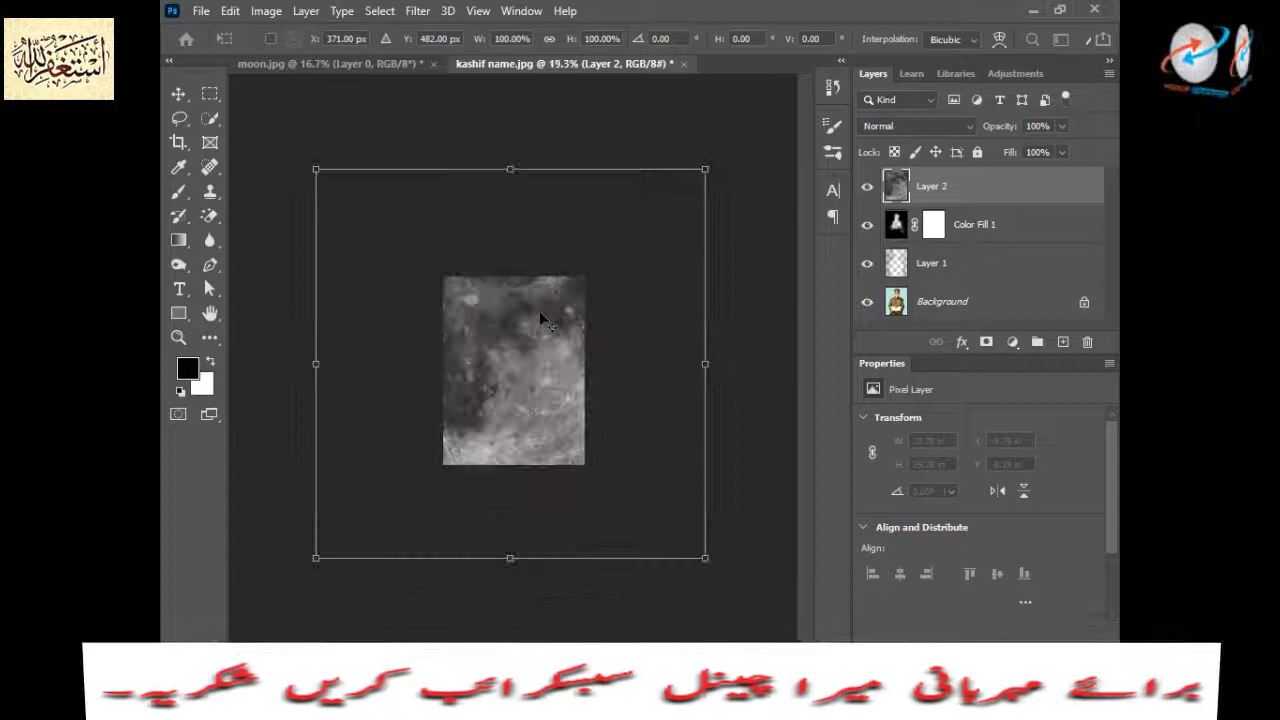 أستغفر الله
Ps File Edit Image Layer Type Select Filter 3D View Window Help
X: 371.00 px Y: 482.00 px W: 100.00% H: 100.00% 0.00 ° H: 0.00 ° V: 0.00 ° Interpolation: Bicubic
moon.jpg @ 16.7% (Layer 0, RGB/8*) * × kashif name.jpg @ 19.3% (Layer 2, RGB/8#) * ×
Layers Learn Libraries Adjustments
Kind
Normal Opacity: 100%
Lock: Fill: 100%
Layer 2
Color Fill 1
Layer 1
Background
Properties
Pixel Layer
Transform
W X
H Y
0.00°
Align and Distribute
Align:
برائے مہربانی میرا چینل سبسکرائب کریں شکریہ۔